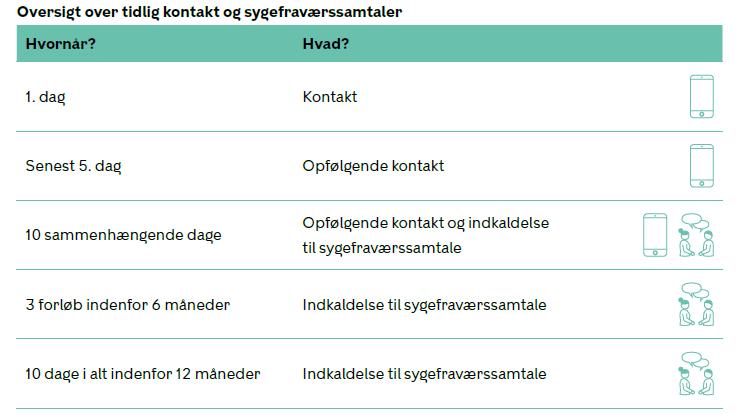 Oversigt over tidlig kontakt og sygefraværssamtaler
Hvornår? Hvad?
1. dag Kontakt
Senest 5. dag Opfølgende kontakt
10 sammenhængende dage Opfølgende kontakt og indkaldelse
til sygefraværssamtale
3 forløb indenfor 6 måneder Indkaldelse til sygefraværssamtale
10 dage i alt indenfor 12 måneder Indkaldelse til sygefraværssamtale